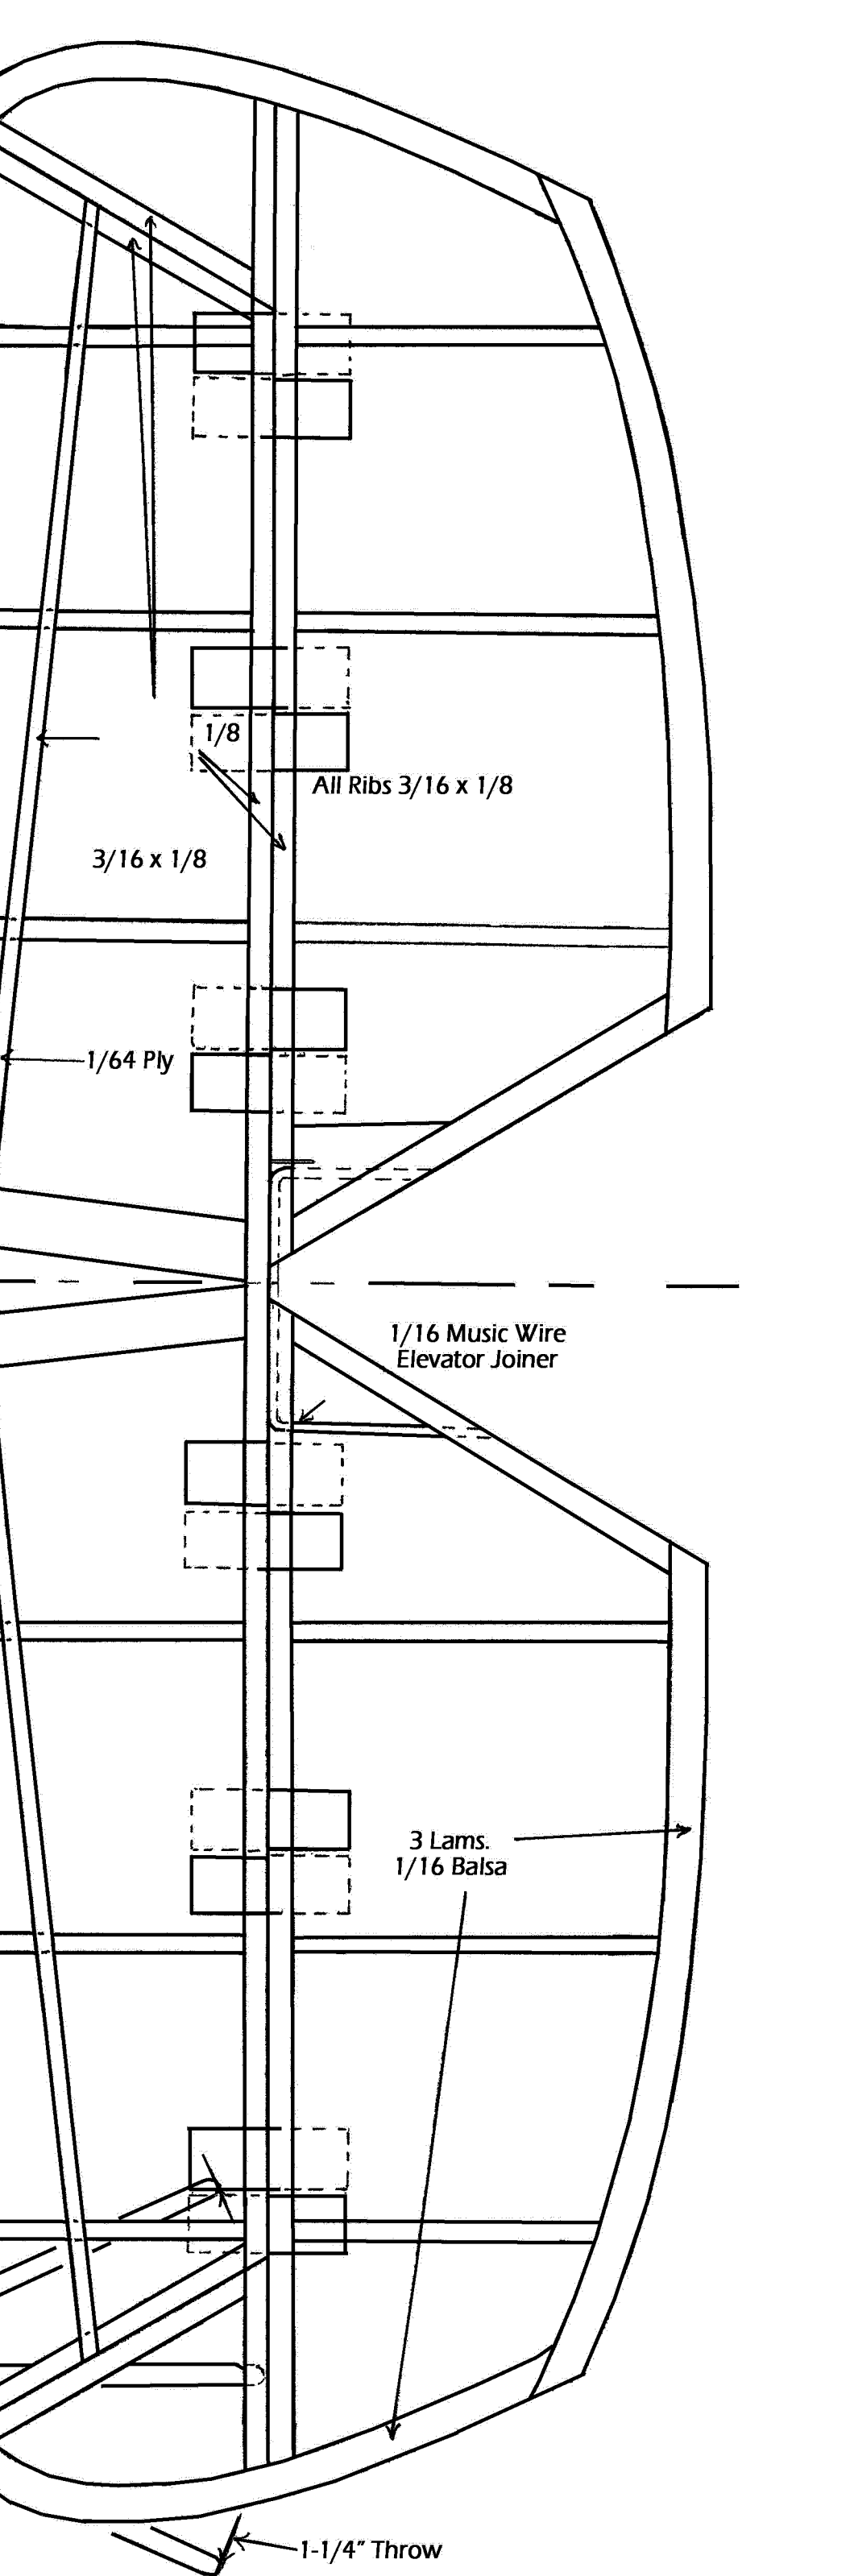 1/8
All Ribs 3/16 x 1/8
3/16 x 1/8
1/64 Ply
1/16 Music Wire
Elevator Joiner
3 Lams.
1/16 Balsa
1-1/4" Throw